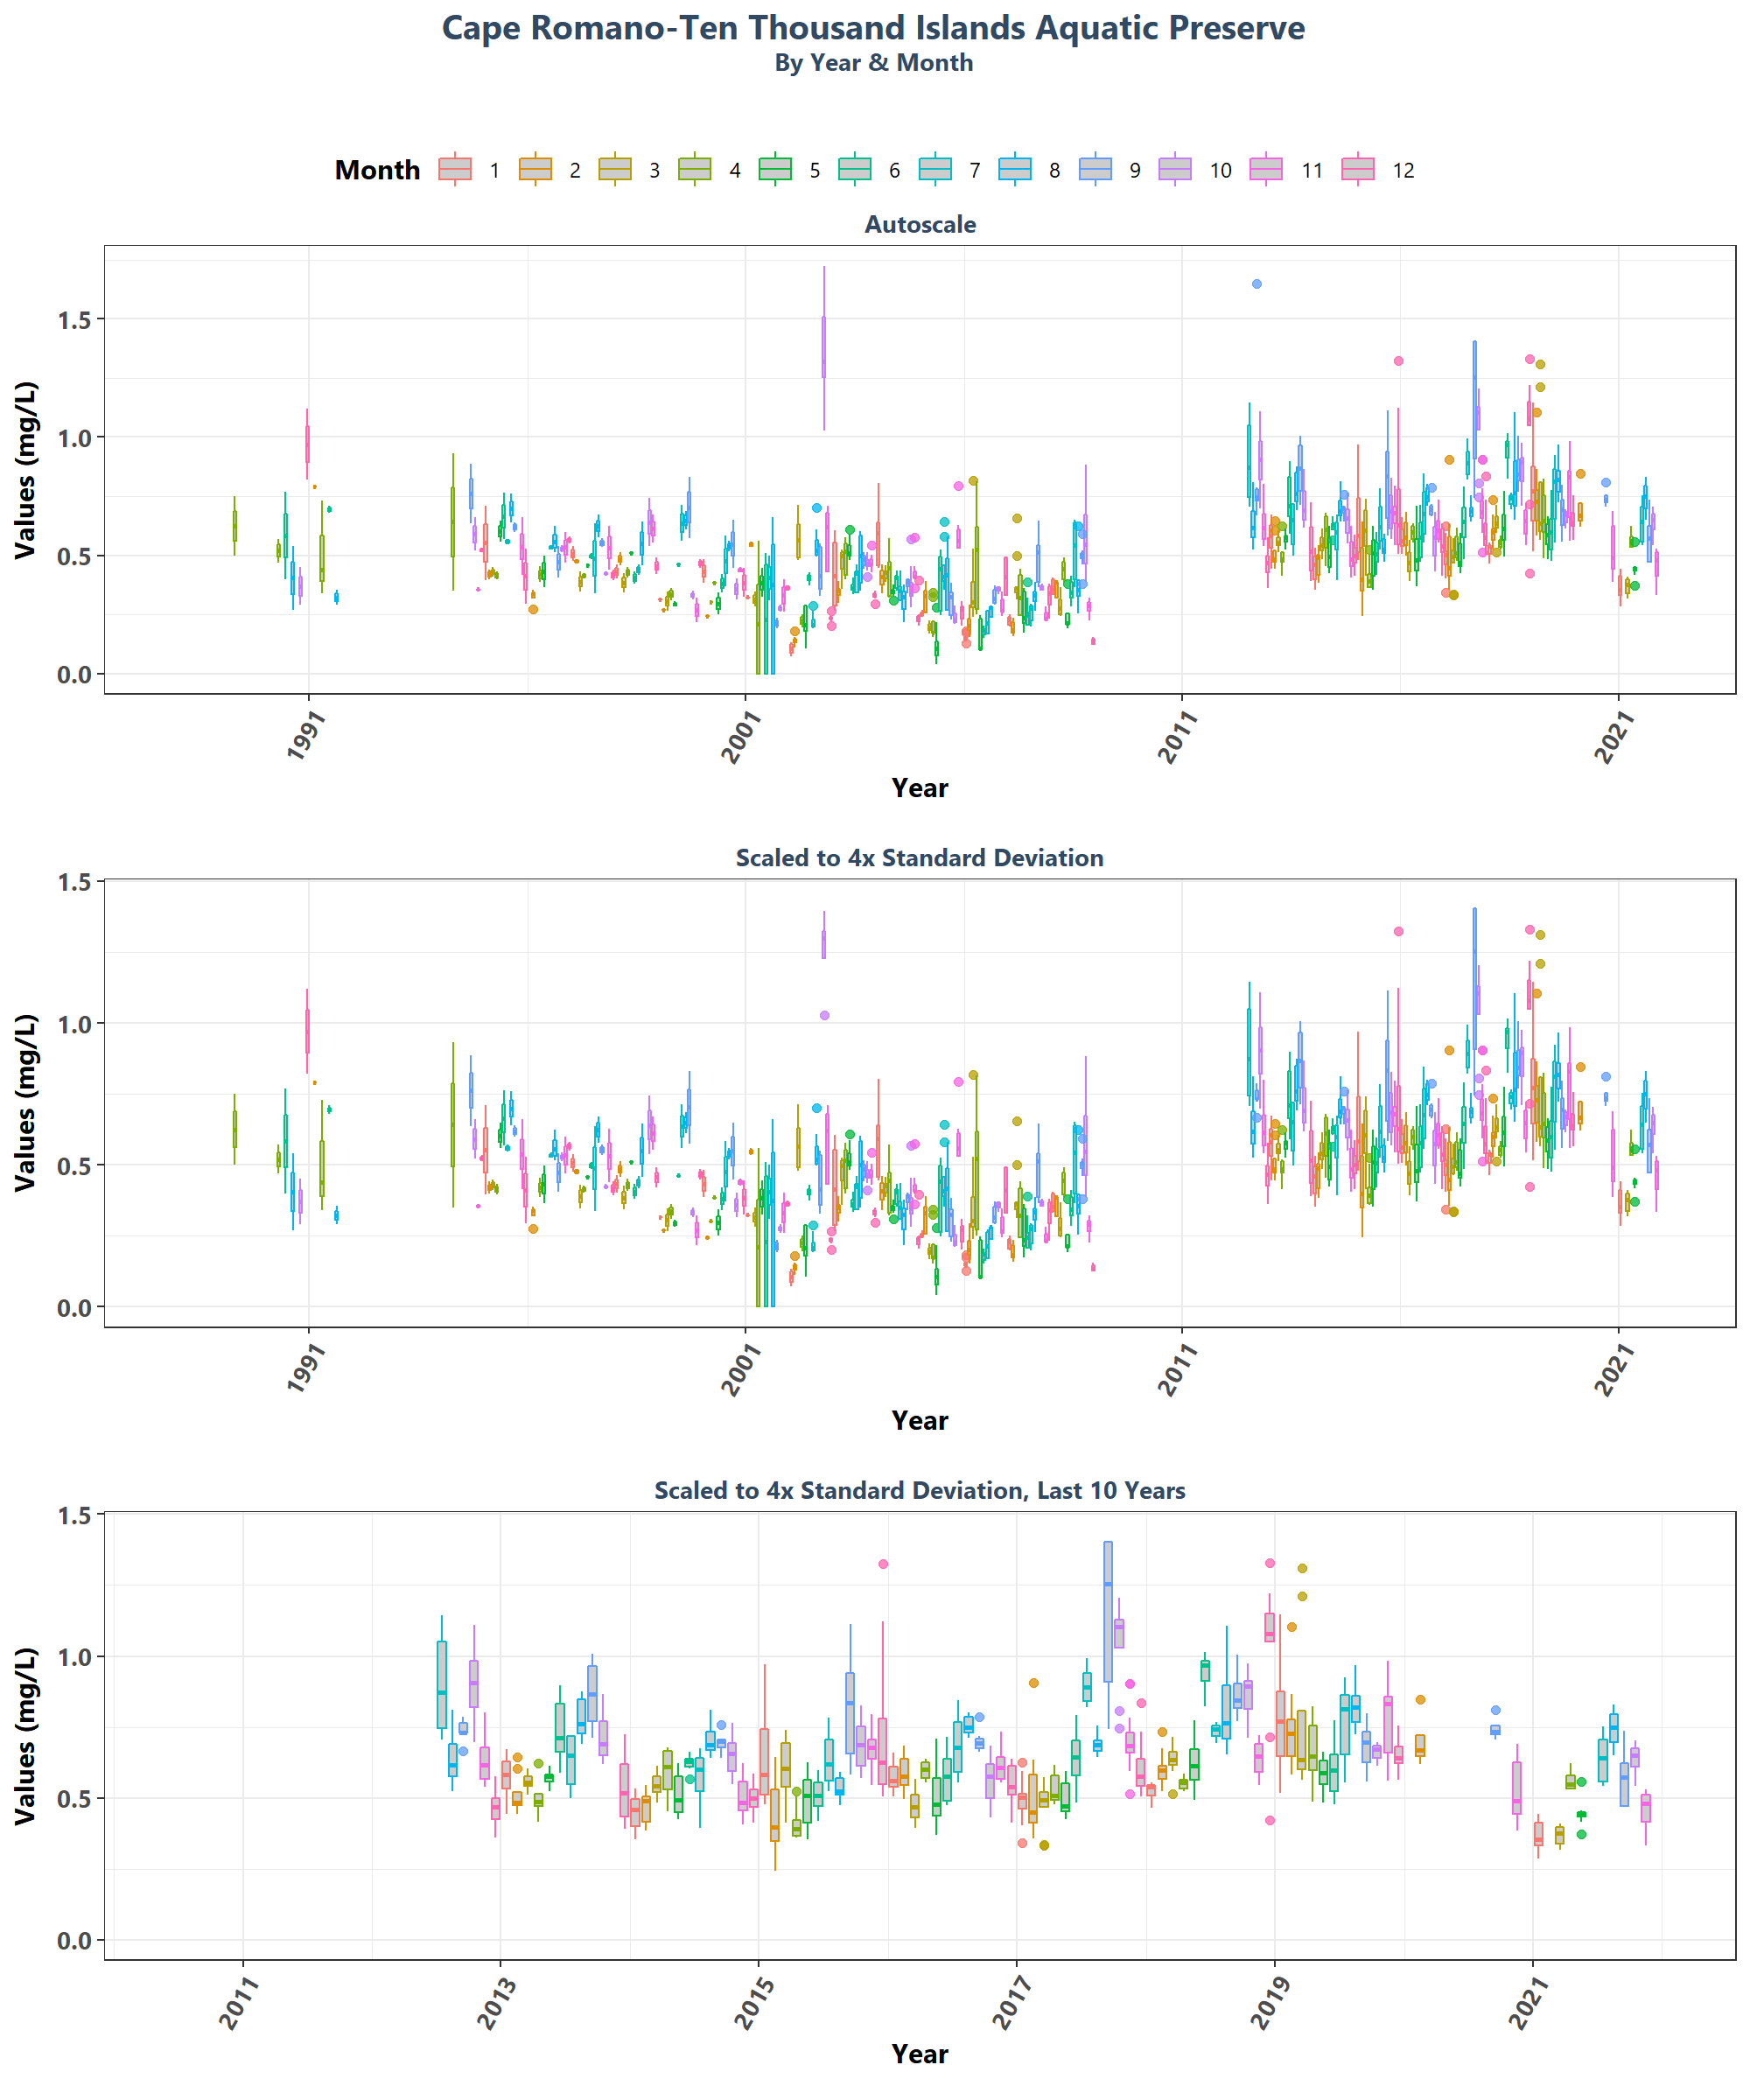 Cape Romano-Ten Thousand Islands Aquatic Preserve
By Year & Month
Month 1 2 3 4 5 6 7 8 9 10 11 12
Autoscale
Values (mg/L)
1.5
1.0
0.5
0.0
1991 2001 2011 2021
Year
Scaled to 4x Standard Deviation
Values (mg/L)
1.5
1.0
0.5
0.0
1991 2001 2011 2021
Year
Scaled to 4x Standard Deviation, Last 10 Years
Values (mg/L)
1.5
1.0
0.5
0.0
2011 2013 2015 2017 2019 2021
Year